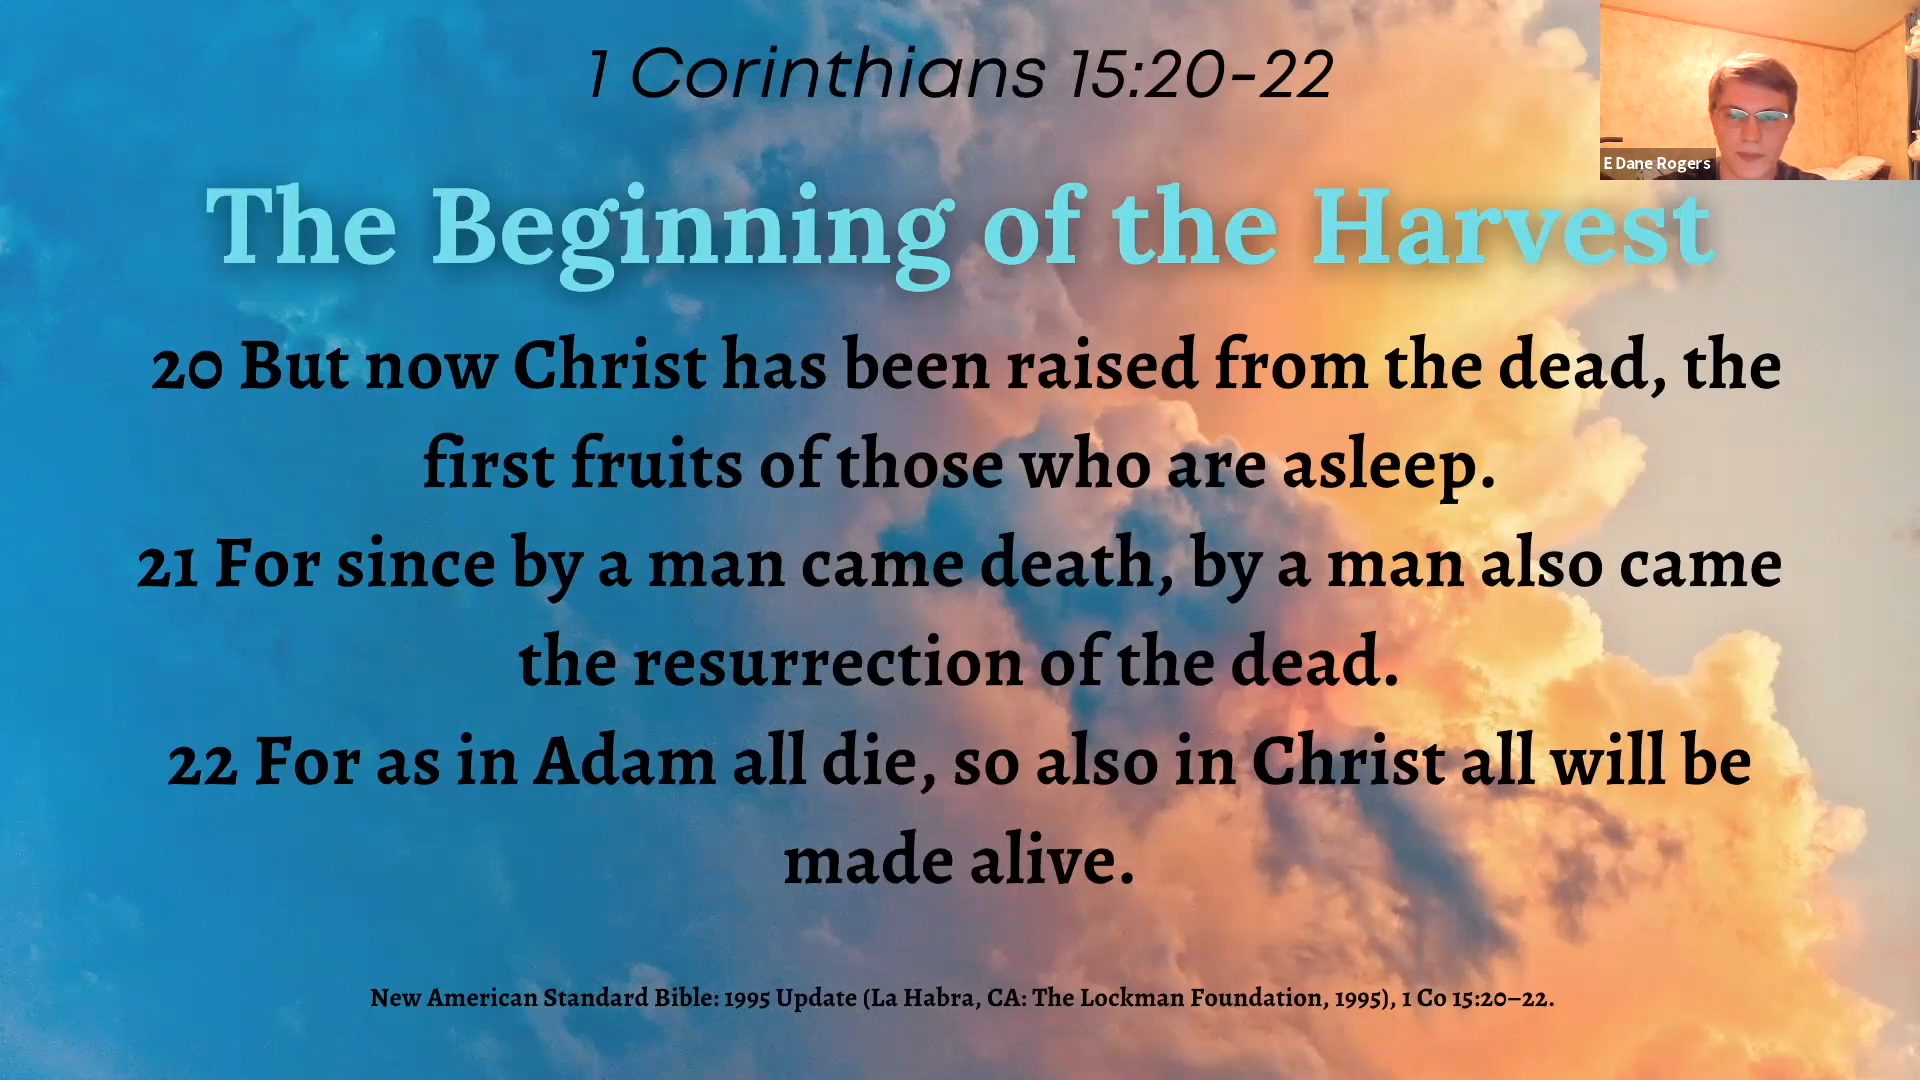 1 Corinthians 15:20-22
E Dane Rogers
The Beginning of the Harvest
20 But now Christ has been raised from the dead, the
first fruits of those who are asleep.
21 For since by a man came death, by a man also came
the resurrection of the dead.
22 For as in Adam all die, so also in Christ all will be
made alive.
New American Standard Bible: 1995 Update (La Habra, CA: The Lockman Foundation, 1995), 1 Co 15:20–22.